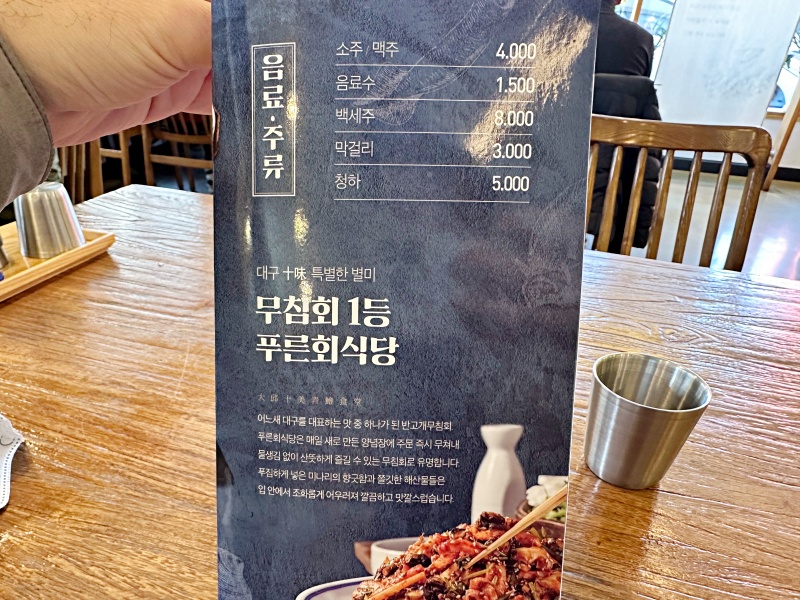 음료·주류
소주 / 맥주 4.000
음료수 1.500
백세주 8.000
막걸리 3.000
청하 5.000
대구 十味 특별한 별미
무침회 1등
푸른회식당
어느새 대구를 대표하는 맛 중 하나가 된 반고개무침회
푸른회식당은 매일 새로 만든 양념장에 주문 즉시 무쳐내
물생김 없이 산뜻하게 즐길 수 있는 무침회로 유명합니다.
푸짐하게 넣은 미나리의 향긋함과 쫄깃한 해산물들은
입 안에서 조화롭게 어우러져 깔끔하고 맛깔스럽습니다.